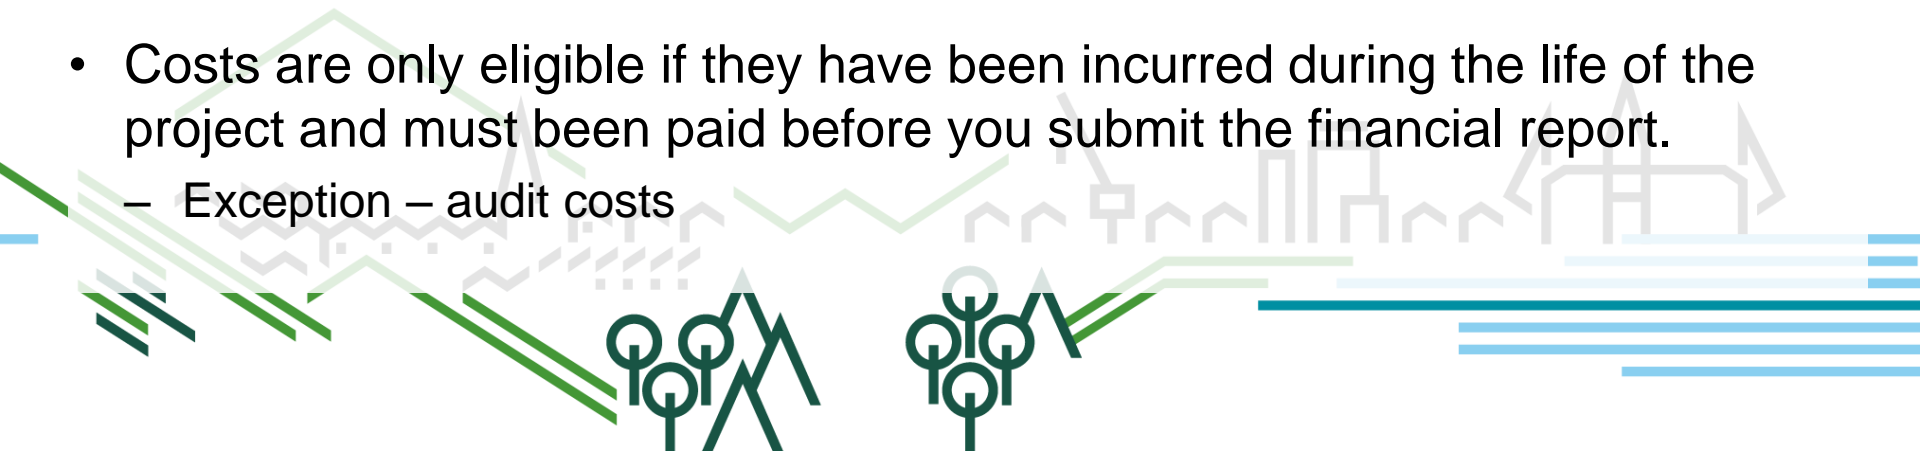 • Costs are only eligible if they have been incurred during the life of the
project and must been paid before you submit the financial report.
– Exception – audit costs